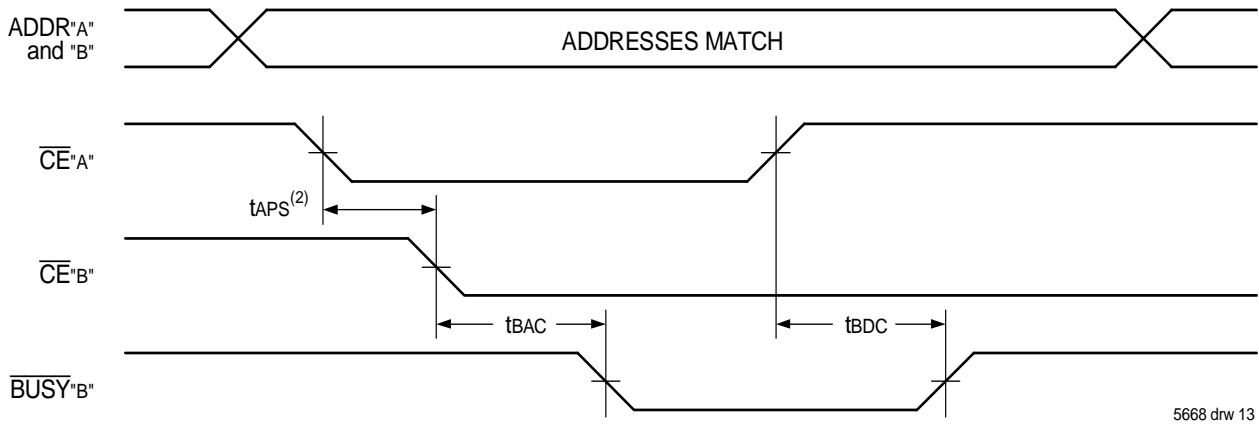 ADDR"A"
and "B"
ADDRESSES MATCH
CE"A"
tAPS(2)
CE"B"
tBAC
tBDC
BUSY"B"
5668 drw 13